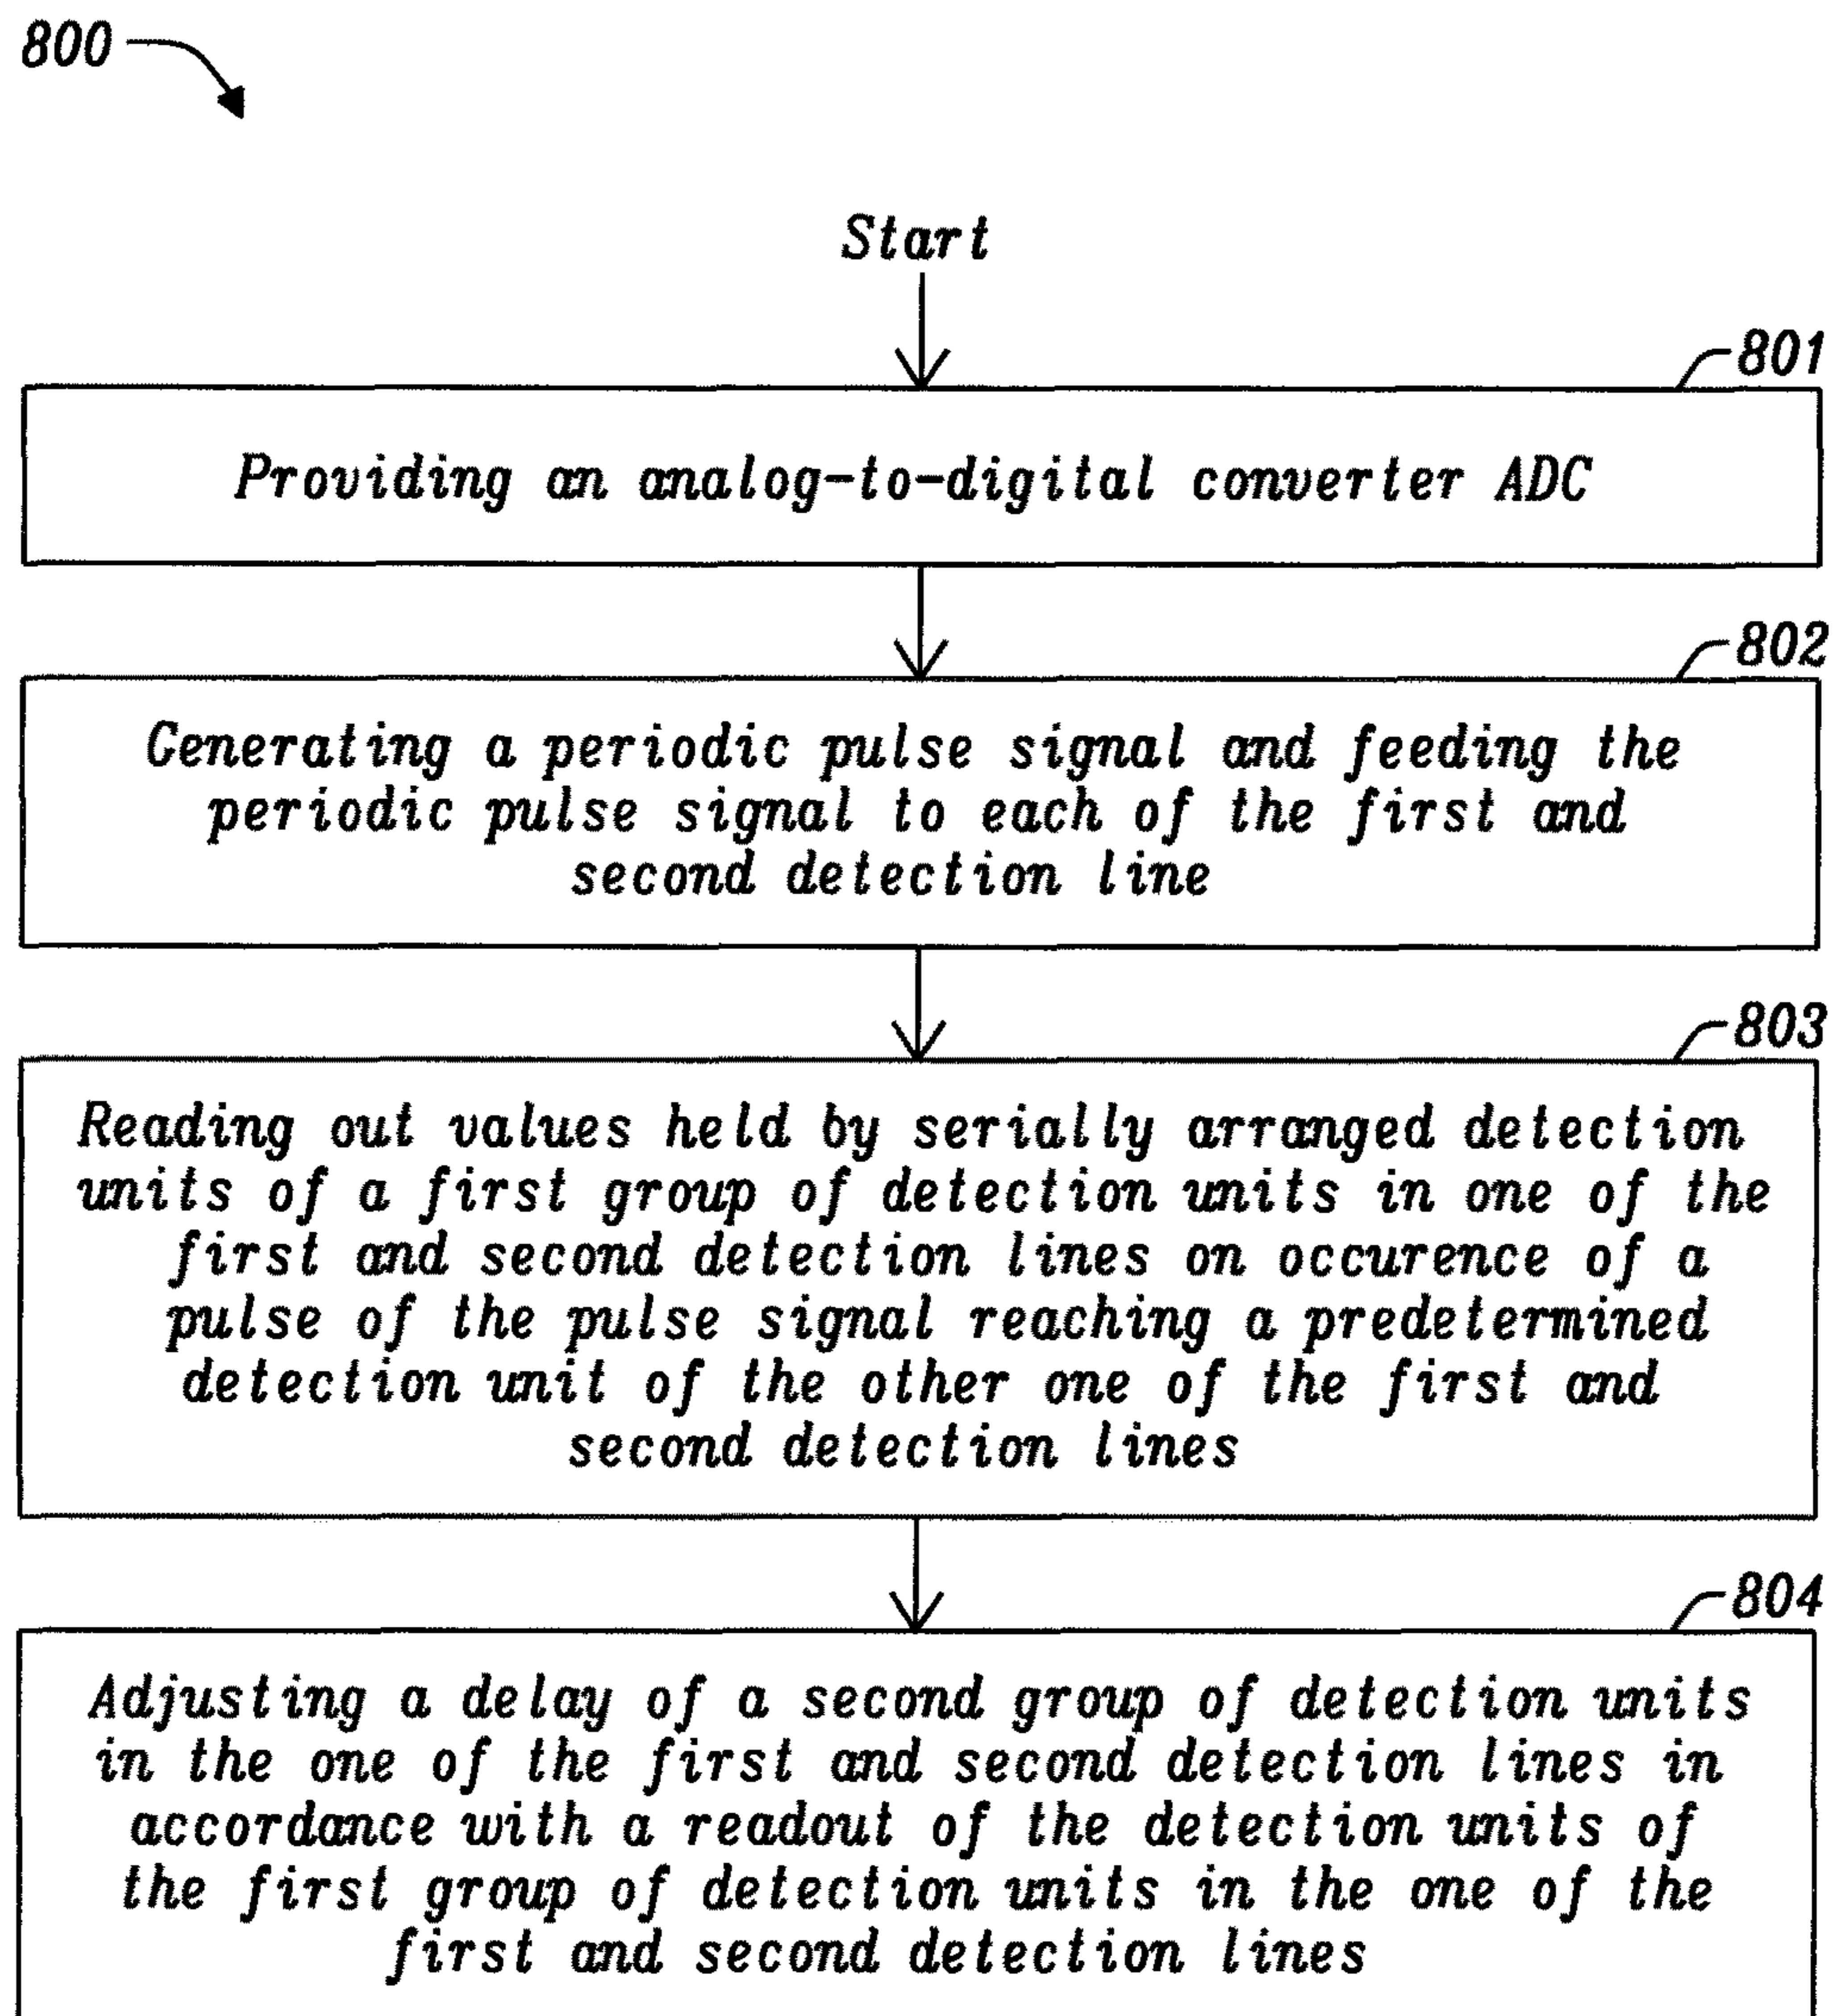 800
Start
801
Providing an analog-to-digital converter ADC
802
Generating a periodic pulse signal and feeding the
periodic pulse signal to each of the first and
second detection line
803
Reading out values held by serially arranged detection
units of a first group of detection units in one of the
first and second detection lines on occurence of a
pulse of the pulse signal reaching a predetermined
detection unit of the other one of the first and
second detection lines
804
Adjusting a delay of a second group of detection units
in the one of the first and second detection lines in
accordance with a readout of the detection units of
the first group of detection units in the one of the
first and second detection lines